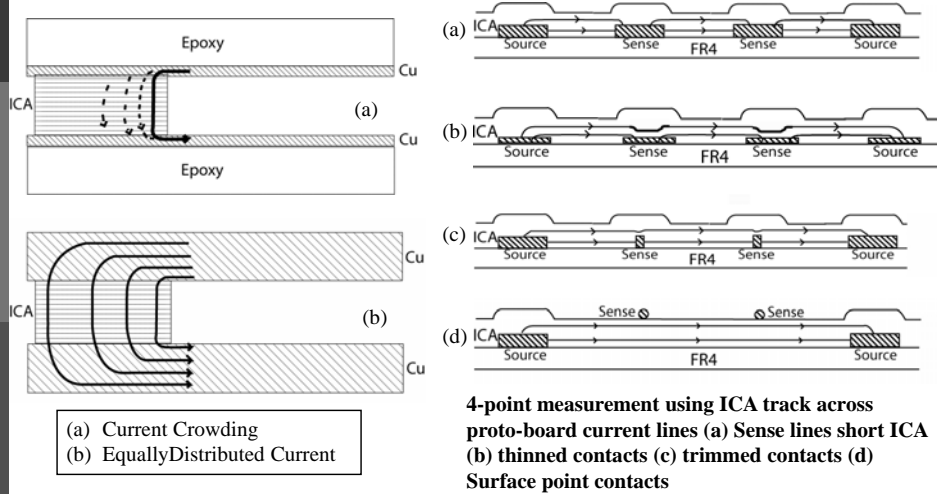 Epoxy
Cu
ICA
(a)
Cu
Epoxy
Cu
ICA
(b)
Cu
(a) Current Crowding
(b) EquallyDistributed Current
(a)
ICA
Source
Sense
Sense
Source
FR4
(b)
ICA
Source
Sense
Sense
Source
FR4
(c)
ICA
Source
Sense
Sense
Source
FR4
Sense
Sense
(d)
ICA
Source
Source
FR4
4-point measurement using ICA track across
proto-board current lines (a) Sense lines short ICA
(b) thinned contacts (c) trimmed contacts (d)
Surface point contacts